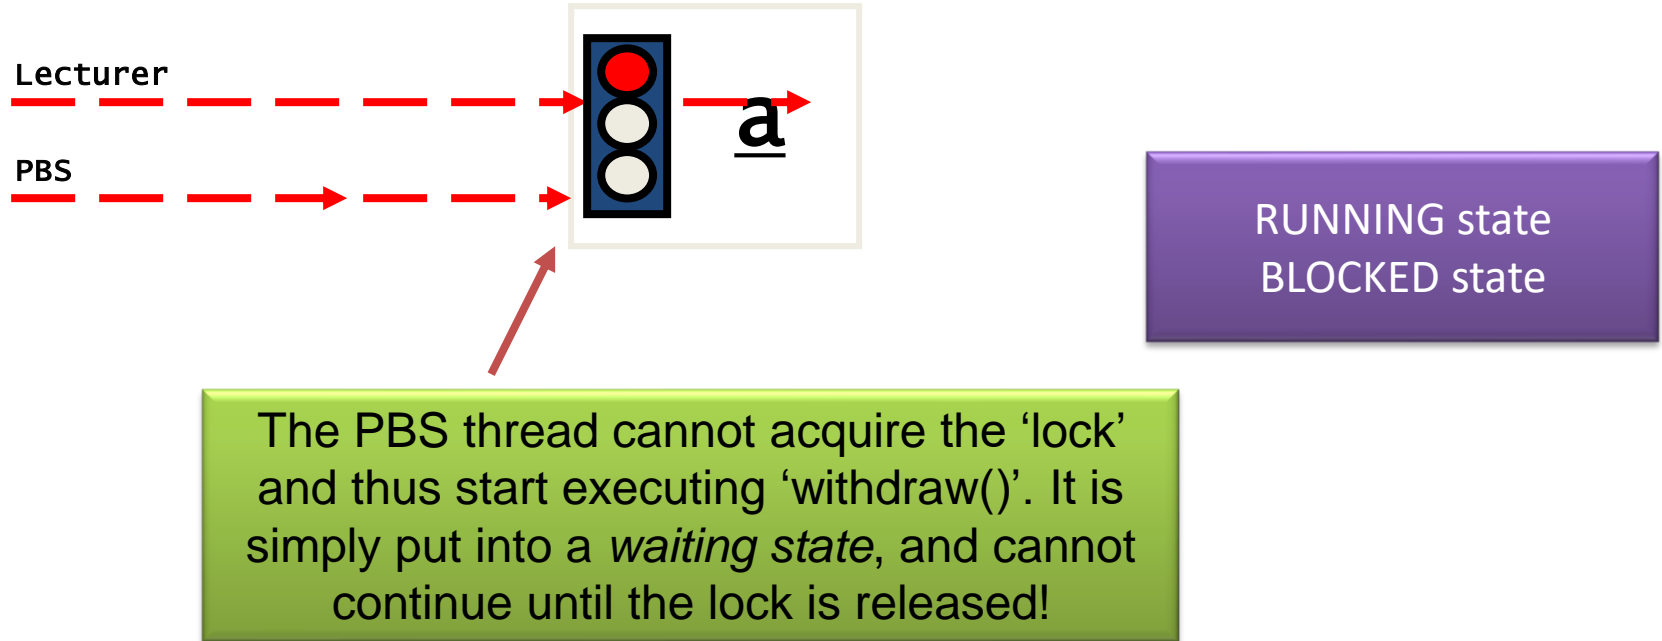 Lecturer
a
PBS
RUNNING state
BLOCKED state
The PBS thread cannot acquire the ‘lock’
and thus start executing ‘withdraw()’. It is
simply put into a waiting state, and cannot
continue until the lock is released!